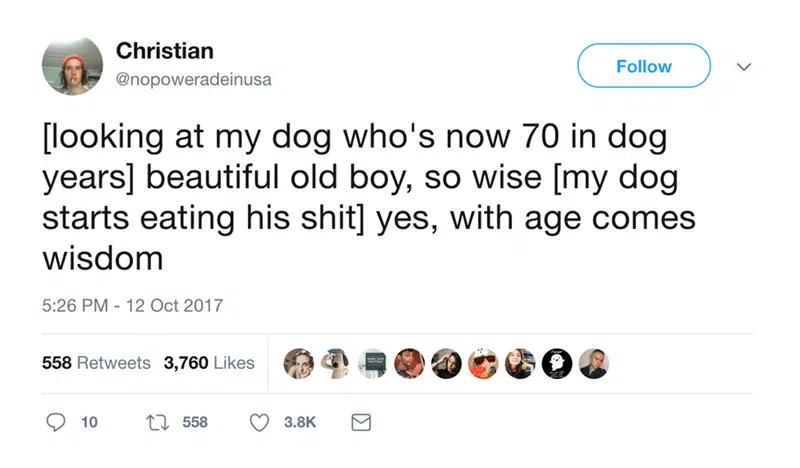 Christian
@nopoweradeinusa
Follow
[looking at my dog who's now 70 in dog
years] beautiful old boy, so wise [my dog
starts eating his shit] yes, with age comes
wisdom
5:26 PM - 12 Oct 2017
558 Retweets 3,760 Likes
10 558 3.8K